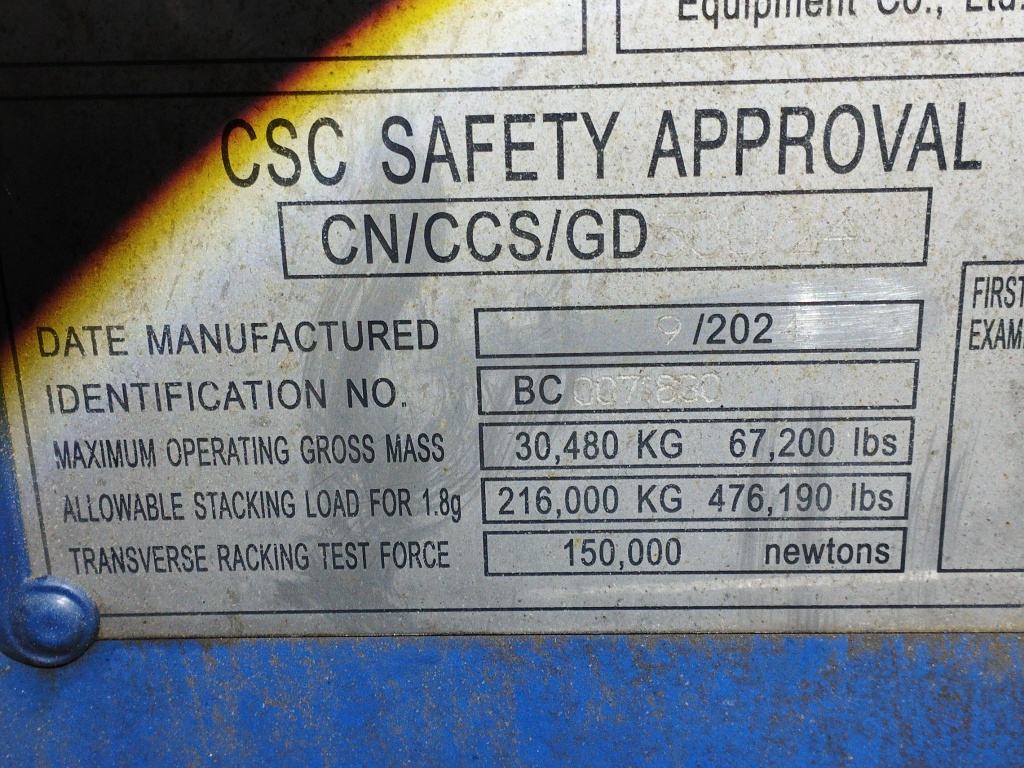 Equipment Co., Ltd.
CSC SAFETY APPROVAL
CN/CCS/GD
DATE MANUFACTURED 9 /2024
IDENTIFICATION NO. BC
MAXIMUM OPERATING GROSS MASS 30,480 KG 67,200 lbs
ALLOWABLE STACKING LOAD FOR 1.8g 216,000 KG 476,190 lbs
TRANSVERSE RACKING TEST FORCE 150,000 newtons
FIRST
EXAM